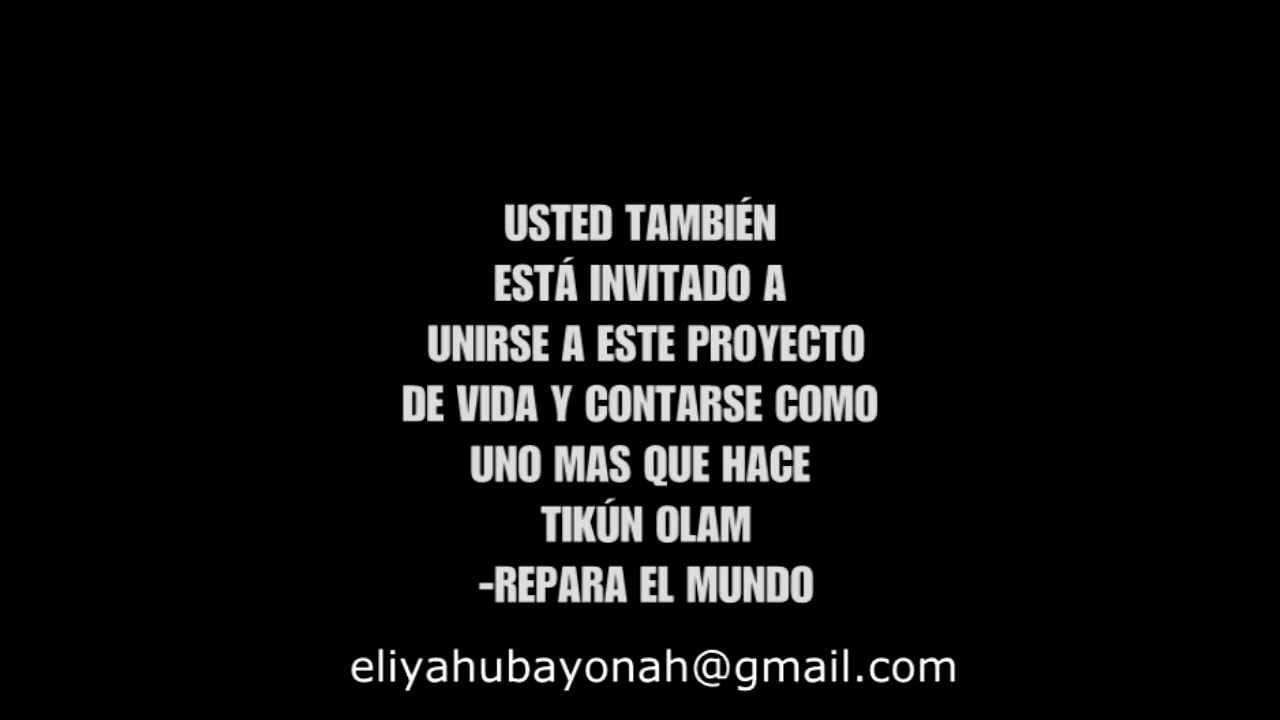 USTED TAMBIÉN
ESTÁ INVITADO A
UNIRSE A ESTE PROYECTO
DE VIDA Y CONTARSE COMO
UNO MAS QUE HACE
TIKÚN OLAM
-REPARA EL MUNDO
eliyahubayonah@gmail.com